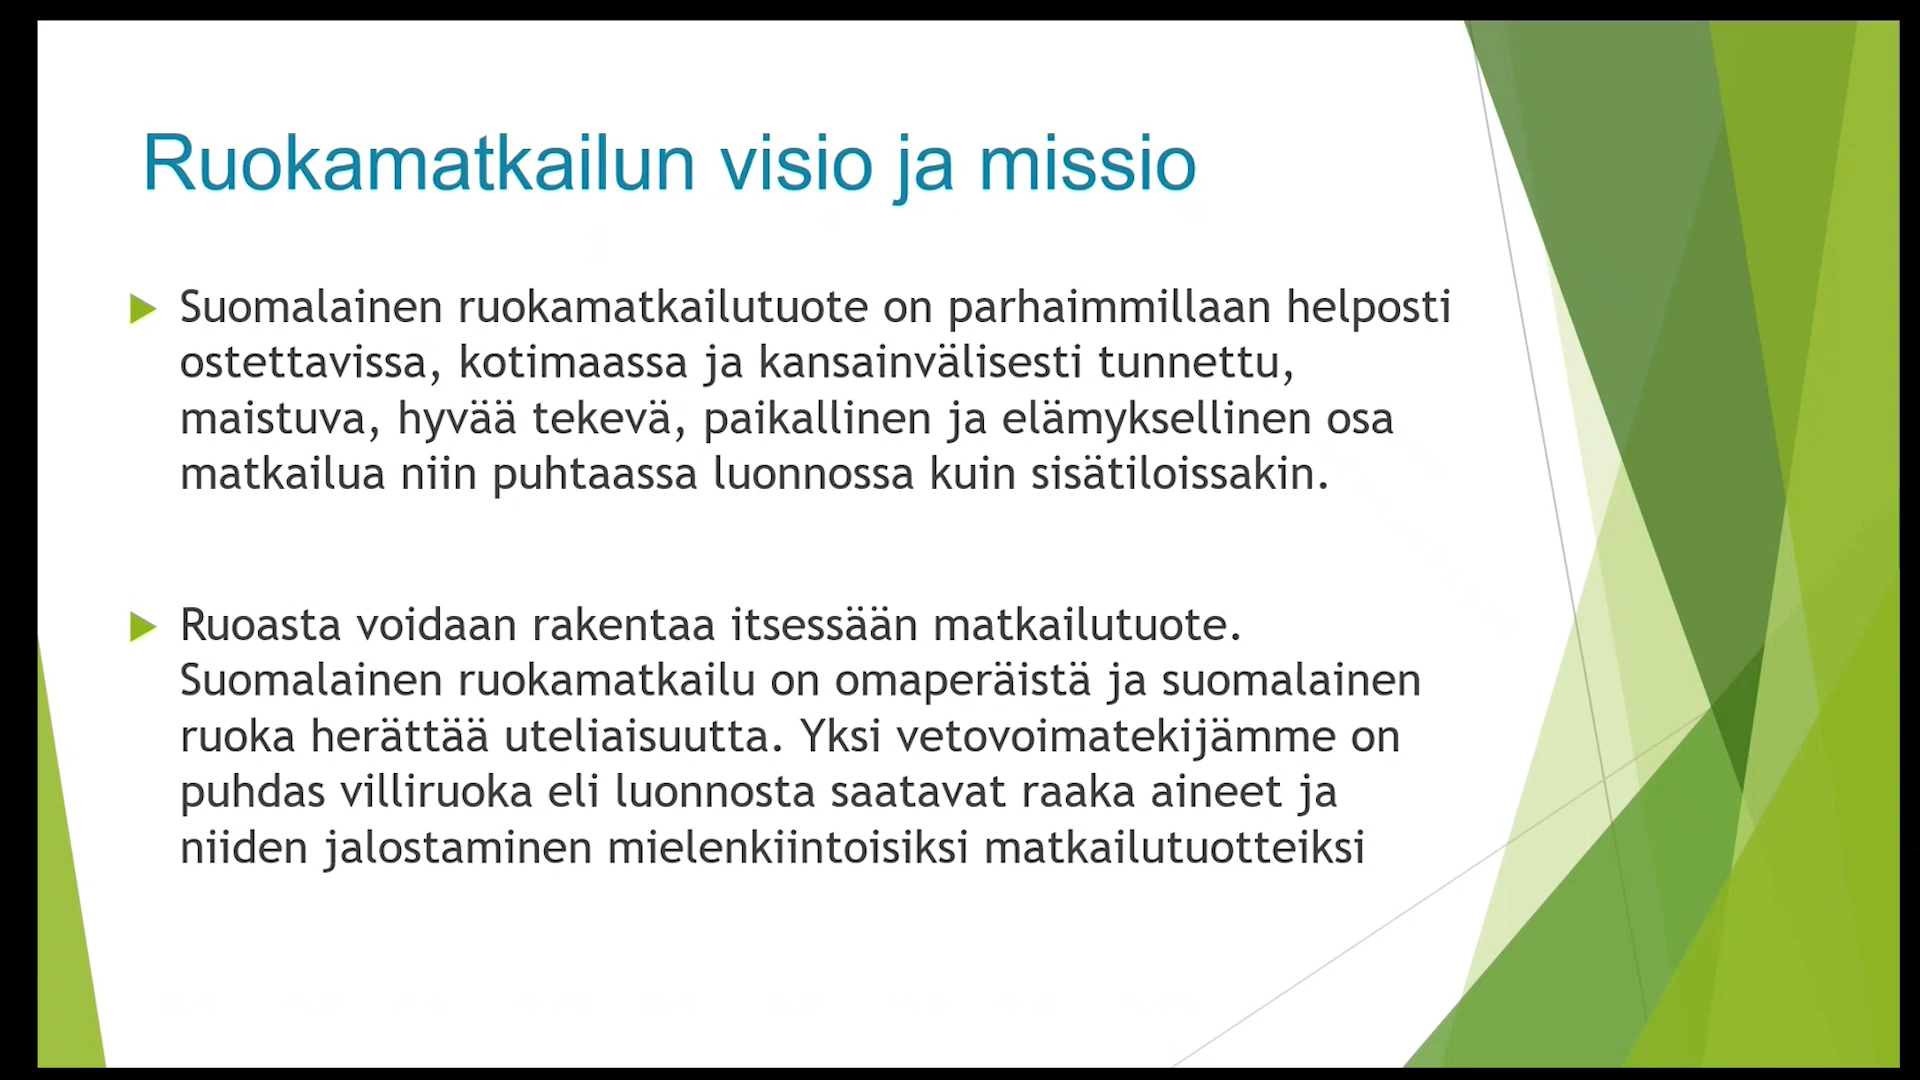 Ruokamatkailun visio ja missio
Suomalainen ruokamatkailutuote on parhaimmillaan helposti
ostettavissa, kotimaassa ja kansainvälisesti tunnettu,
maistuva, hyvää tekevä, paikallinen ja elämyksellinen osa
matkailua niin puhtaassa luonnossa kuin sisätiloissakin.
Ruoasta voidaan rakentaa itsessään matkailutuote.
Suomalainen ruokamatkailu on omaperäistä ja suomalainen
ruoka herättää uteliaisuutta. Yksi vetovoimatekijämme on
puhdas villiruoka eli luonnosta saatavat raaka aineet ja
niiden jalostaminen mielenkiintoisiksi matkailutuotteiksi